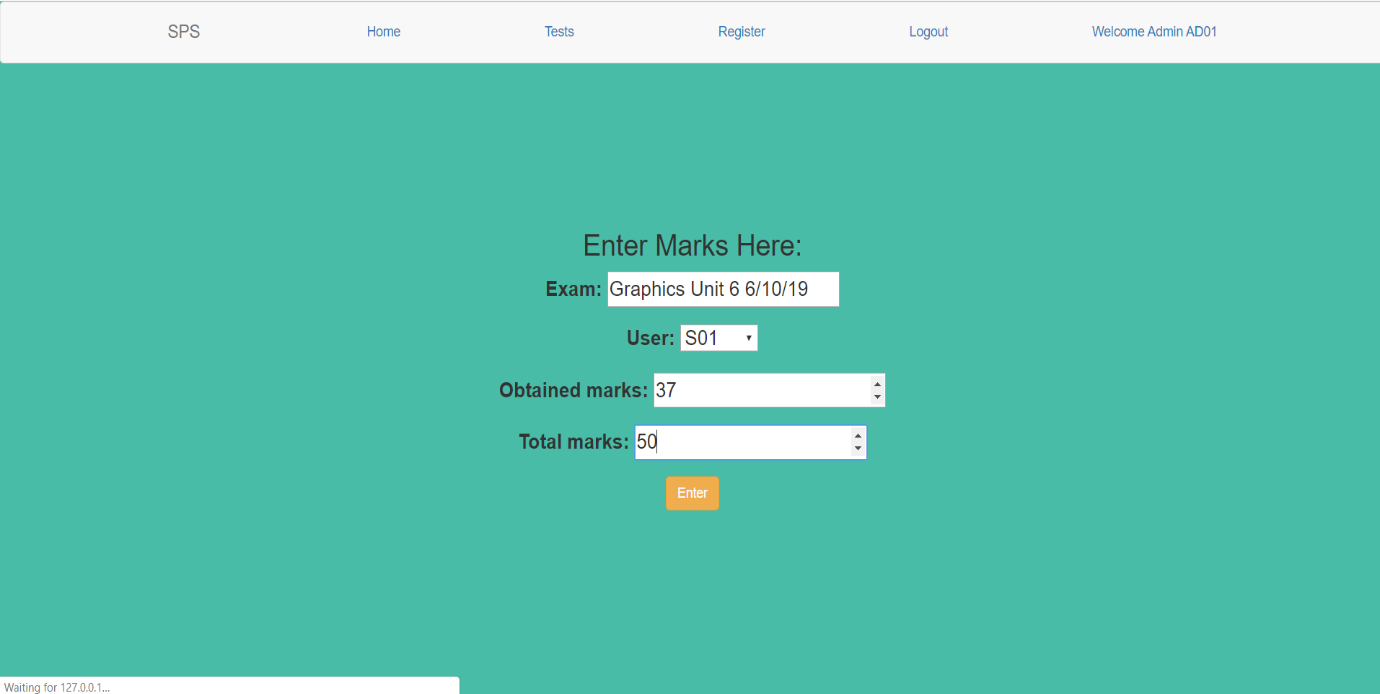 SPS Home Tests Register Logout Welcome Admin AD01
Enter Marks Here:
Exam: Graphics Unit 6 6/10/19
User: S01
Obtained marks: 37
Total marks: 50
Enter
Waiting for 127.0.0.1...